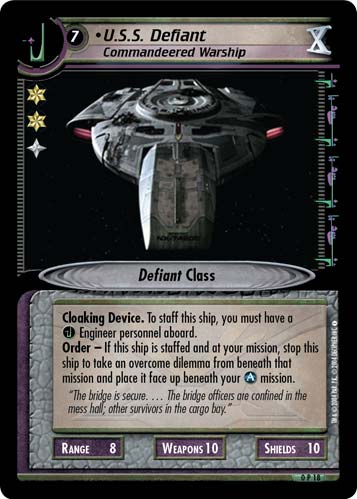 7
•U.S.S. Defiant
Commandeered Warship
Defiant Class
Cloaking Device. To staff this ship, you must have a
Engineer personnel aboard.
Order – If this ship is staffed and at your mission, stop this
ship to take an overcome dilemma from beneath that
mission and place it face up beneath your A mission.
"The bridge is secure. . . . The bridge officers are confined in the
mess hall; other survivors in the cargo bay."
RANGE 8 WEAPONS 10 SHIELDS 10
0 P 18